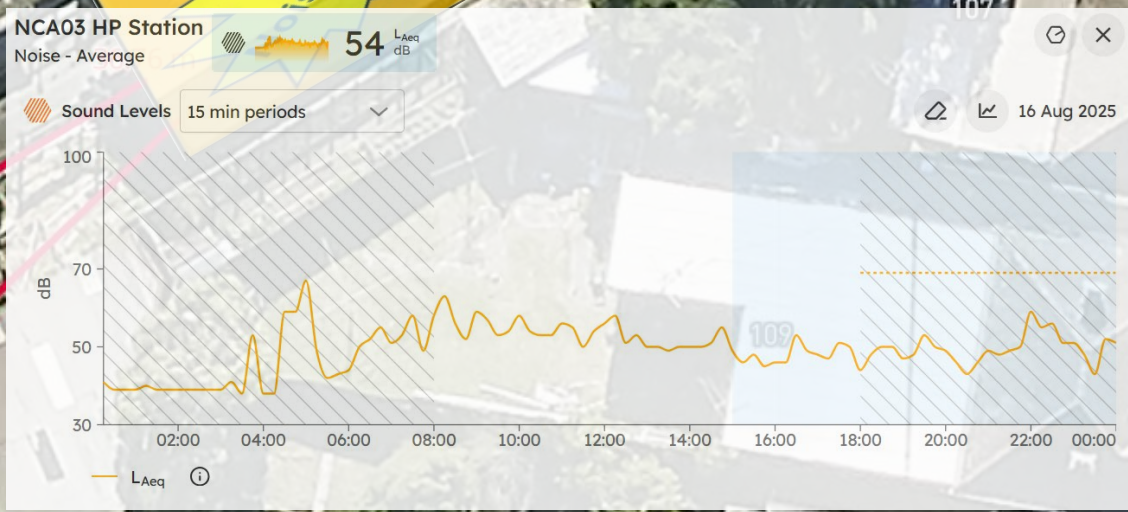 107
NCA03 HP Station
Noise - Average
54 LAeq dB
Sound Levels 15 min periods 16 Aug 2025
100
70
50
30
dB
109
02:00 04:00 06:00 08:00 10:00 12:00 14:00 16:00 18:00 20:00 22:00 00:00
LAeq